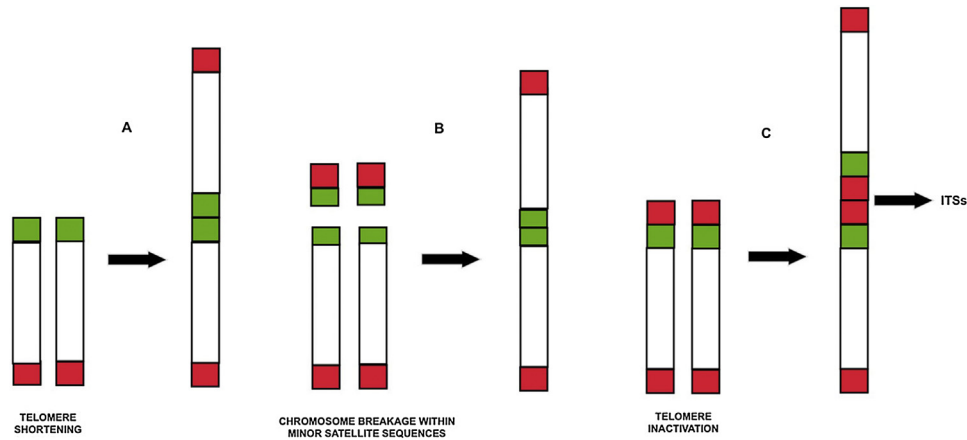 A
B
C
ITSs
TELOMERE
SHORTENING
CHROMOSOME BREAKAGE WITHIN
MINOR SATELLITE SEQUENCES
TELOMERE
INACTIVATION